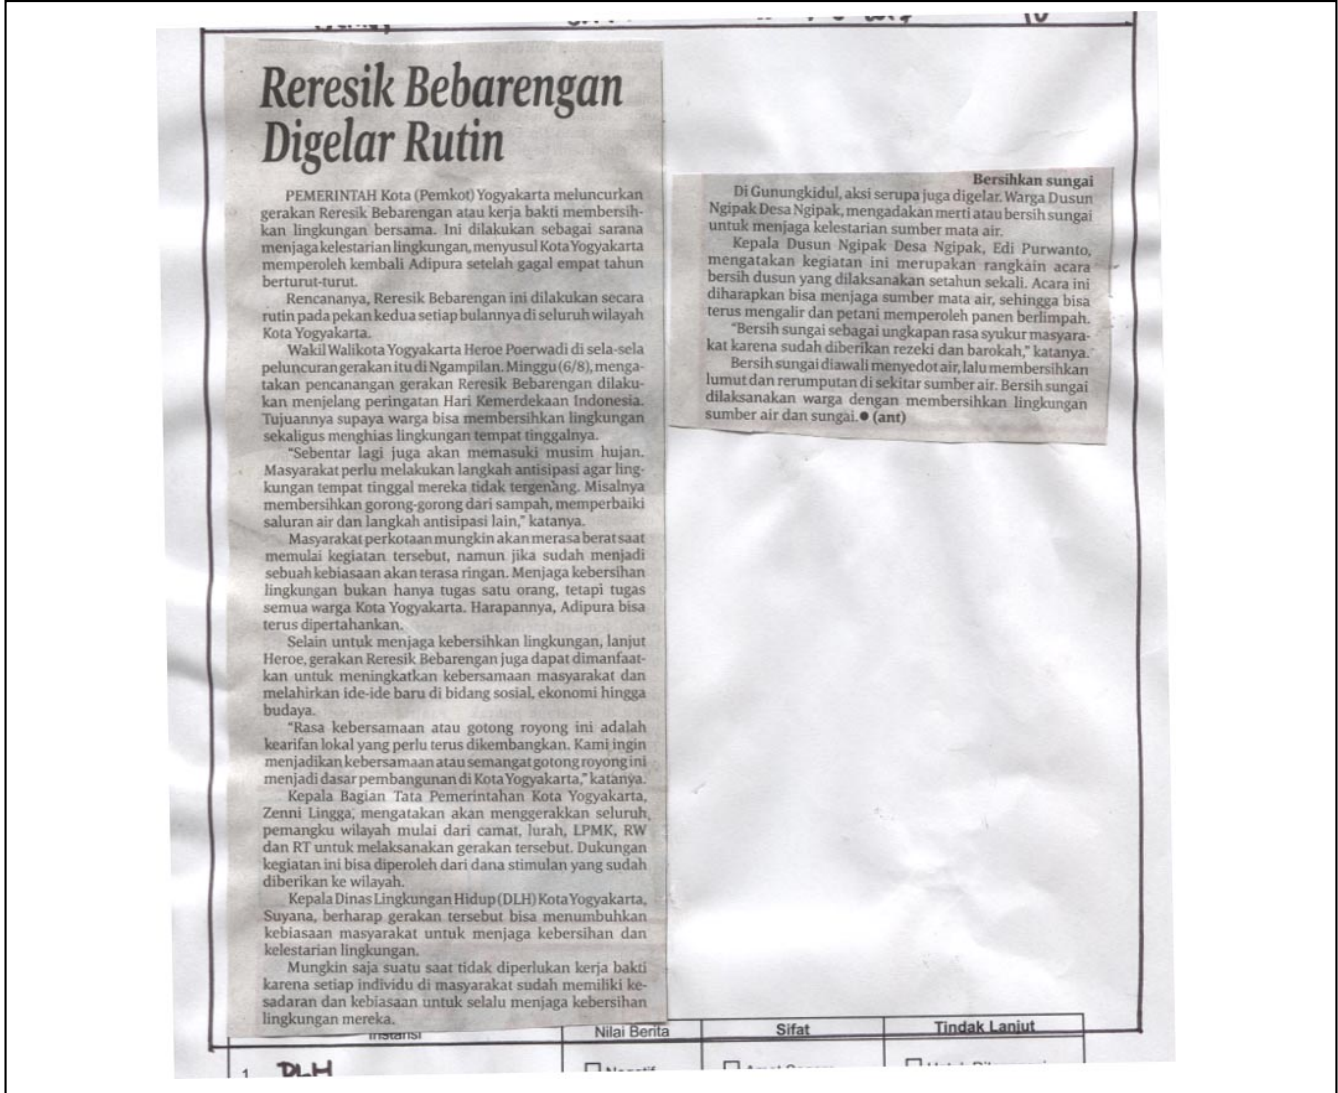 Reresik Bebarengan
Digelar Rutin
PEMERINTAH Kota (Pemkot) Yogyakarta meluncurkan
gerakan Reresik Bebarengan atau kerja bakti membersih-
kan lingkungan bersama. Ini dilakukan sebagai sarana
menjaga kelestarian lingkungan, menyusul Kota Yogyakarta
memperoleh kembali Adipura setelah gagal empat tahun
berturut-turut.
Rencananya, Reresik Bebarengan ini dilakukan secara
rutin pada pekan kedua setiap bulannya di seluruh wilayah
Kota Yogyakarta.
Wakil Walikota Yogyakarta Heroe Poerwadi di sela-sela
peluncuran gerakan itu di Ngampilan. Minggu (6/8), menga-
takan pencanangan gerakan Reresik Bebarengan dilaku-
kan menjelang peringatan Hari Kemerdekaan Indonesia.
Tujuannya supaya warga bisa membersihkan lingkungan
sekaligus menghias lingkungan tempat tinggalnya.
"Sebentar lagi juga akan memasuki musim hujan.
Masyarakat perlu melakukan langkah antisipasi agar ling-
kungan tempat tinggal mereka tidak tergenang. Misalnya
membersihkan gorong-gorong dari sampah, memperbaiki
saluran air dan langkah antisipasi lain," katanya.
Masyarakat perkotaan mungkin akan merasa berat saat
memulai kegiatan tersebut, namun jika sudah menjadi
sebuah kebiasaan akan terasa ringan. Menjaga kebersihan
lingkungan bukan hanya tugas satu orang, tetapi tugas
semua warga Kota Yogyakarta. Harapannya, Adipura bisa
terus dipertahankan.
Selain untuk menjaga kebersihkan lingkungan, lanjut
Heroe, gerakan Reresik Bebarengan juga dapat dimanfaat-
kan untuk meningkatkan kebersamaan masyarakat dan
melahirkan ide-ide baru di bidang sosial, ekonomi hingga
budaya.
"Rasa kebersamaan atau gotong royong ini adalah
kearifan lokal yang perlu terus dikembangkan. Kami ingin
menjadikan kebersamaan atau semangat gotong royong ini
menjadi dasar pembangunan di Kota Yogyakarta," katanya.
Kepala Bagian Tata Pemerintahan Kota Yogyakarta,
Zenni Lingga, mengatakan akan menggerakkan seluruh
pemangku wilayah mulai dari camat, lurah, LPMK, RW
dan RT untuk melaksanakan gerakan tersebut. Dukungan
kegiatan ini bisa diperoleh dari dana stimulan yang sudah
diberikan ke wilayah.
Kepala Dinas Lingkungan Hidup (DLH) Kota Yogyakarta,
Suyana, berharap gerakan tersebut bisa menumbuhkan
kebiasaan masyarakat untuk menjaga kebersihan dan
kelestarian lingkungan.
Mungkin saja suatu saat tidak diperlukan kerja bakti
karena setiap individu di masyarakat sudah memiliki ke-
sadaran dan kebiasaan untuk selalu menjaga kebersihan
lingkungan mereka.
Bersihkan sungai
Di Gunungkidul, aksi serupa juga digelar. Warga Dusun
Ngipak Desa Ngipak, mengadakan merti atau bersih sungai
untuk menjaga kelestarian sumber mata air.
Kepala Dusun Ngipak Desa Ngipak, Edi Purwanto,
mengatakan kegiatan ini merupakan rangkain acara
bersih dusun yang dilaksanakan setahun sekali. Acara ini
diharapkan bisa menjaga sumber mata air, sehingga bisa
terus mengalir dan petani memperoleh panen berlimpah.
"Bersih sungai sebagai ungkapan rasa syukur masyara-
kat karena sudah diberikan rezeki dan barokah," katanya.
Bersih sungai diawali menyedot air, lalu membersihkan
lumut dan rerumputan di sekitar sumber air. Bersih sungai
dilaksanakan warga dengan membersihkan lingkungan
sumber air dan sungai.● (ant)
Instansi Nilai Berita Sifat Tindak Lanjut
1 DLH